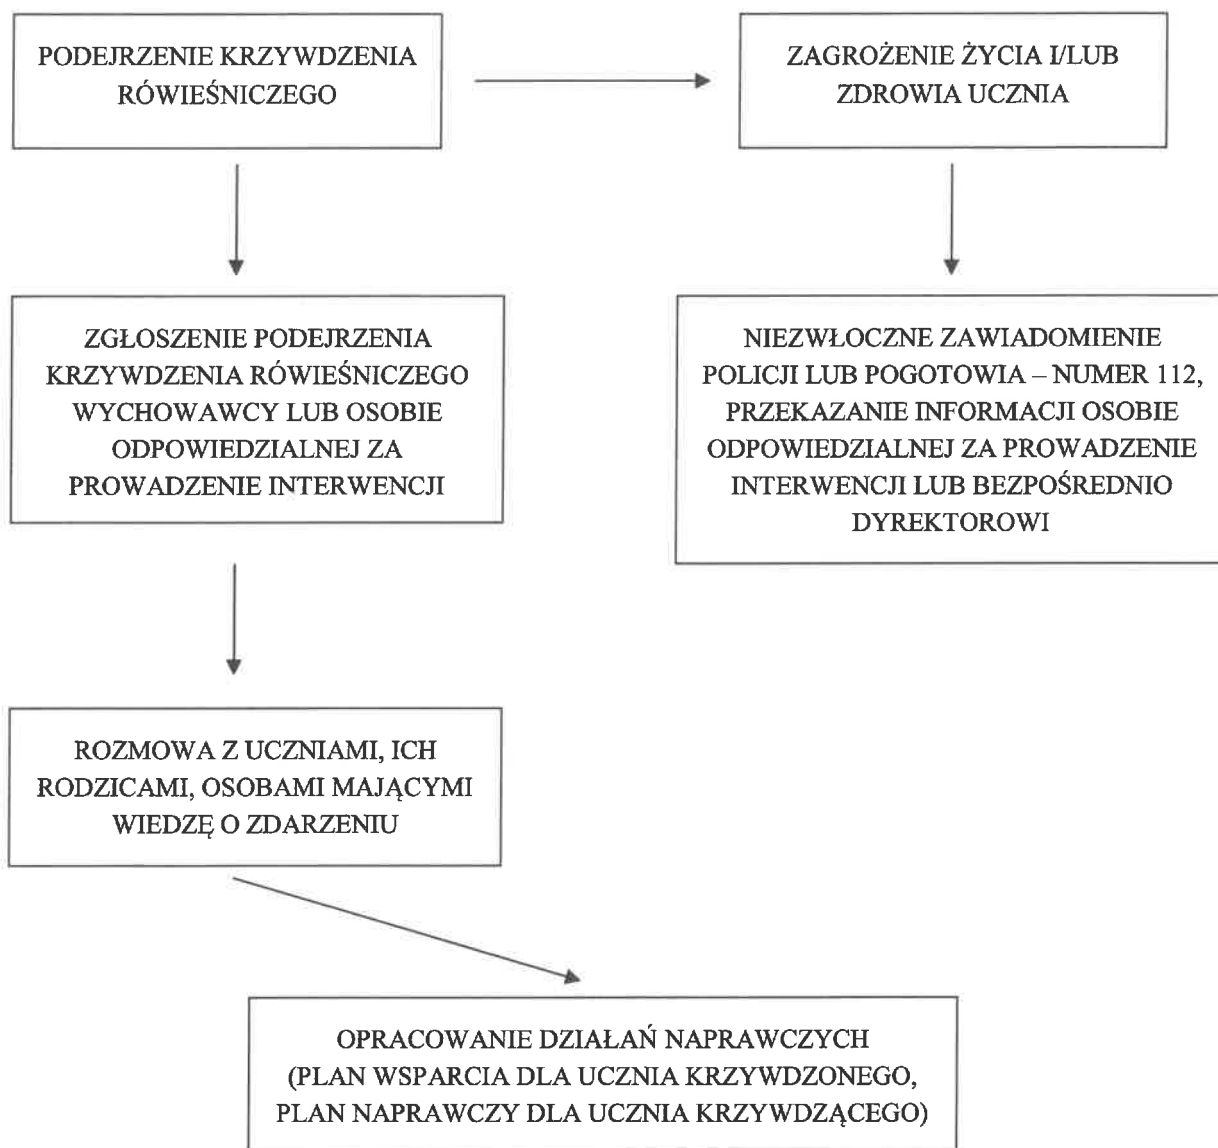 PODEJRZENIE KRZYWDZENIA
RÓWIEŚNICZEGO
ZAGROŻENIE ŻYCIA I/LUB
ZDROWIA UCZNIA
ZGŁOSZENIE PODEJRZENIA
KRZYWDZENIA RÓWIEŚNICZEGO
WYCHOWAWCY LUB OSOBIE
ODPOWIEDZIALNEJ ZA
PROWADZENIE INTERWENCJI
NIEZWŁOCZNE ZAWIADOMIENIE
POLICJI LUB POGOTOWIA – NUMER 112,
PRZEKAZANIE INFORMACJI OSOBIE
ODPOWIEDZIALNEJ ZA PROWADZENIE
INTERWENCJI LUB BEZPOŚREDNIO
DYREKTOROWI
ROZMOWA Z UCZNIAMI, ICH
RODZICAMI, OSOBAMI MAJĄCYMI
WIEDZĘ O ZDARZENIU
OPRACOWANIE DZIAŁAŃ NAPRAWCZYCH
(PLAN WSPARCIA DLA UCZNIA KRZYWDZONEGO,
PLAN NAPRAWCZY DLA UCZNIA KRZYWDZĄCEGO)